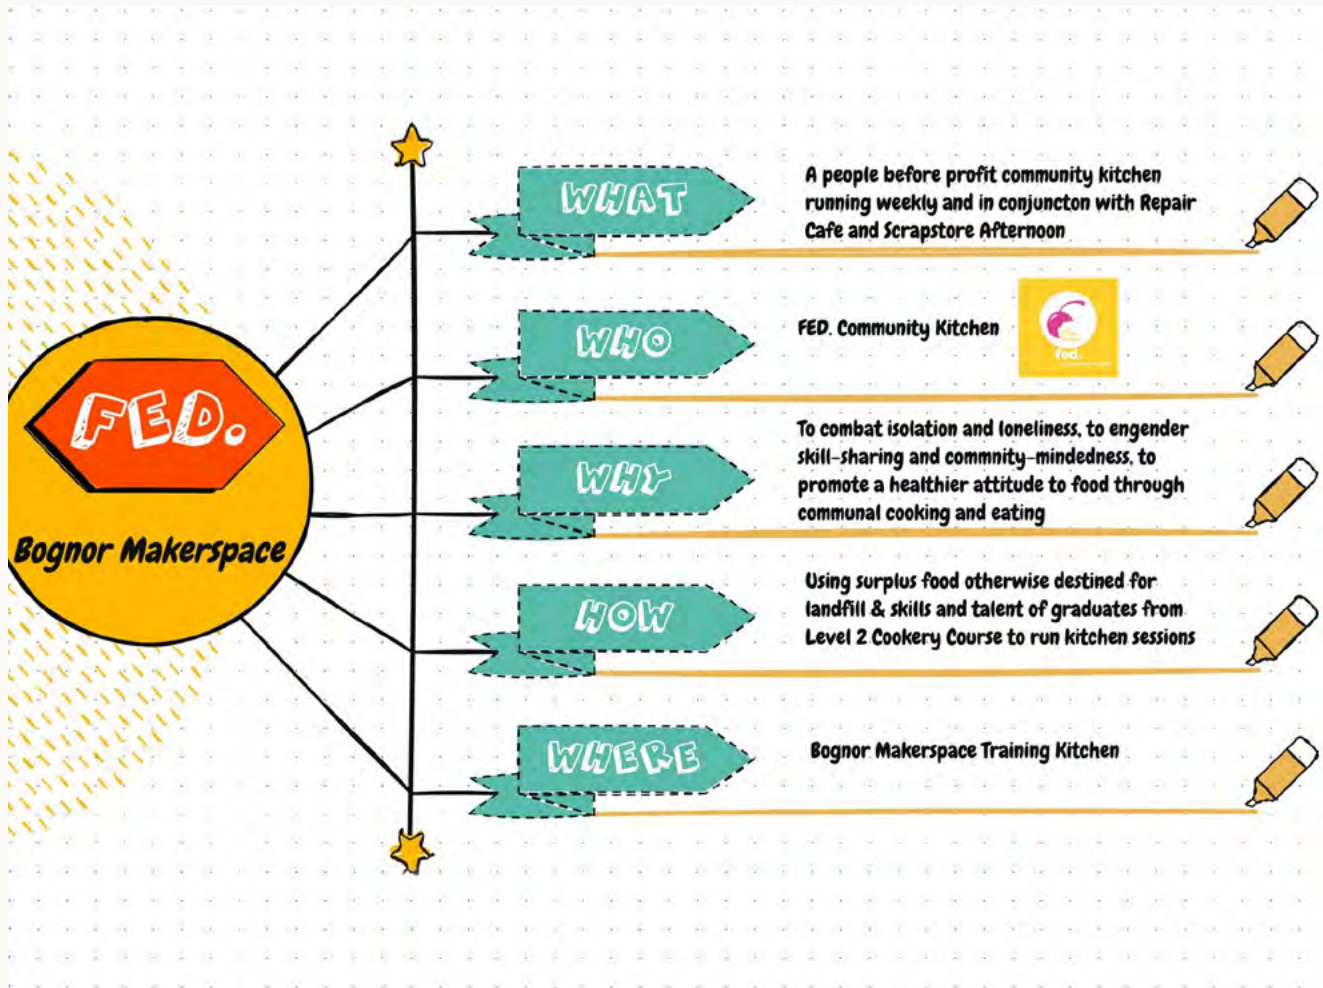 FED.
Bognor Makerspace
WHAT
A people before profit community kitchen
running weekly and in conjuncton with Repair
Cafe and Scrapstore Afternoon
WHO
FED. Community Kitchen
fed.
WHY
To combat isolation and loneliness, to engender
skill-sharing and commnity-mindedness, to
promote a healthier attitude to food through
communal cooking and eating
HOW
Using surplus food otherwise destined for
landfill & skills and talent of graduates from
Level 2 Cookery Course to run kitchen sessions
WHERE
Bognor Makerspace Training Kitchen